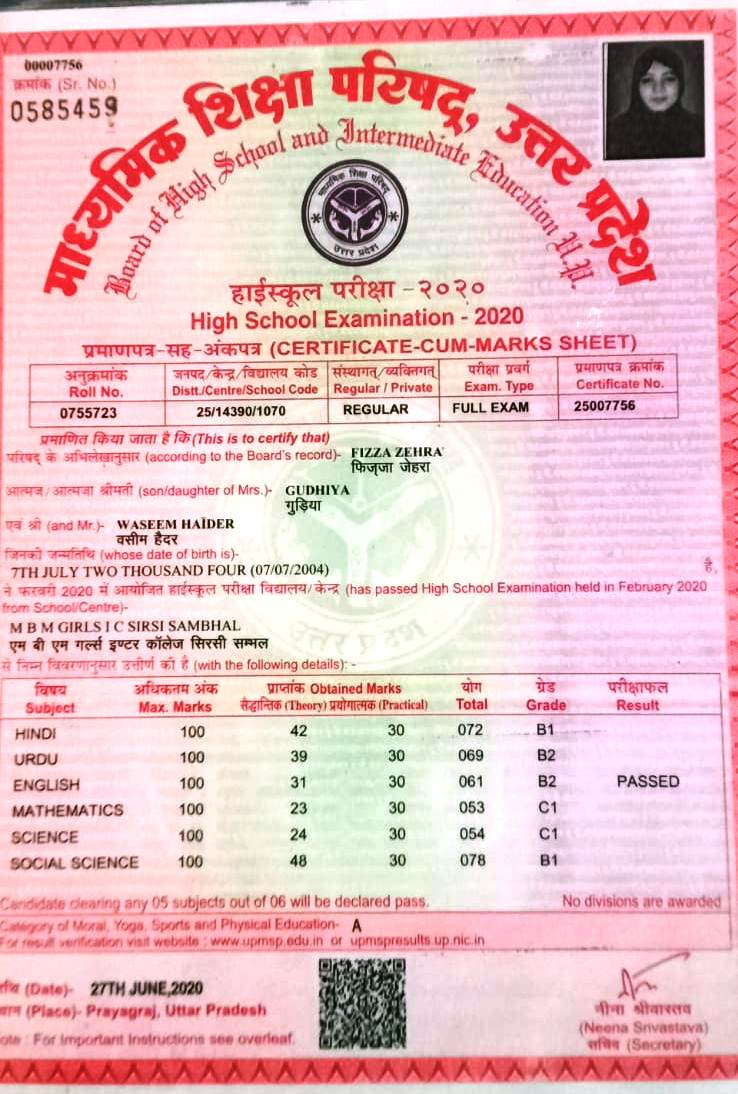 00007756
क्रमांक (Sr. No.)
0585459
माध्यमिक शिक्षा परिषद्, उत्तर प्रदेश
Board of High School and Intermediate Education U.P.
माध्यमिक शिक्षा परिषद
उत्तर प्रदेश
हाईस्कूल परीक्षा - २०२०
High School Examination - 2020
प्रमाणपत्र-सह-अंकपत्र (CERTIFICATE-CUM-MARKS SHEET)
अनुक्रमांक जनपद/केन्द्र/विद्यालय कोड संस्थागत्/व्यक्तिगत् परीक्षा प्रवर्ग प्रमाणपत्र क्रमांक
Roll No. Distt./Centre/School Code Regular / Private Exam. Type Certificate No.
0755723 25/14390/1070 REGULAR FULL EXAM 25007756
प्रमाणित किया जाता है कि (This is to certify that)
परिषद के अभिलेखानुसार (according to the Board's record)- FIZZA ZEHRA
फिज़्जा जेहरा
आत्मज/आत्मजा श्रीमती (son/daughter of Mrs.)- GUDHIYA
गुड़िया
एवं श्री (and Mr.)- WASEEM HAIDER
वसीम हैदर
जिनकी जन्मतिथि (whose date of birth is)-
7TH JULY TWO THOUSAND FOUR (07/07/2004) है,
ने फरवरी 2020 में आयोजित हाईस्कूल परीक्षा विद्यालय/केन्द्र (has passed High School Examination held in February 2020
from School/Centre)-
M B M GIRLS I C SIRSI SAMBHAL
एम बी एम गर्ल्स इण्टर कॉलेज सिरसी सम्भल
से निम्न विवरणानुसार उत्तीर्ण की है (with the following details): -
विषय अधिकतम अंक प्राप्तांक Obtained Marks योग ग्रेड परीक्षाफल
Subject Max. Marks सैद्धान्तिक (Theory) प्रयोगात्मक (Practical) Total Grade Result
HINDI 100 42 30 072 B1
URDU 100 39 30 069 B2
ENGLISH 100 31 30 061 B2 PASSED
MATHEMATICS 100 23 30 053 C1
SCIENCE 100 24 30 054 C1
SOCIAL SCIENCE 100 48 30 078 B1
Candidate clearing any 05 subjects out of 06 will be declared pass. No divisions are awarded
Category of Moral, Yoga, Sports and Physical Education- A
For result verification visit website : www.upmsp.edu.in or upmspresults.up.nic.in
(Date)- 27TH JUNE,2020
(Place)- Prayagraj, Uttar Pradesh
ote : For Important Instructions see overleaf.
नीना श्रीवास्तव
(Neena Srivastava)
सचिव (Secretary)